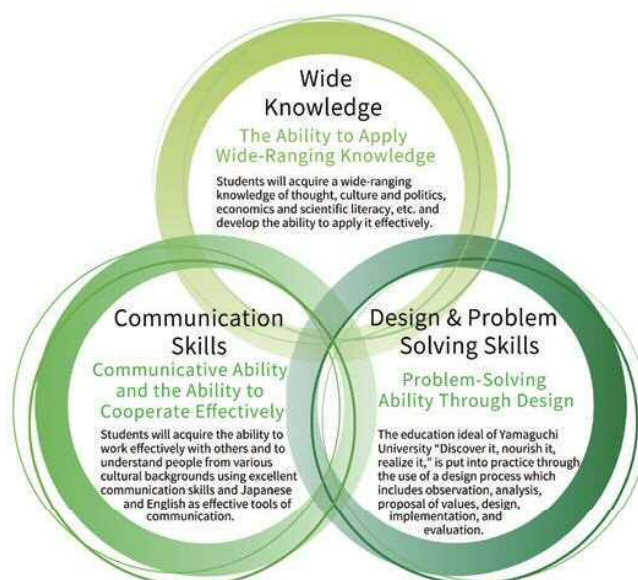 Wide
Knowledge
The Ability to Apply
Wide-Ranging Knowledge
Students will acquire a wide-ranging
knowledge of thought, culture and politics,
economics and scientific literacy, etc. and
develop the ability to apply it effectively.
Communication
Skills
Communicative Ability
and the Ability to
Cooperate Effectively
Students will acquire the ability to
work effectively with others and to
understand people from various
cultural backgrounds using excellent
communication skills and Japanese
and English as effective tools of
communication.
Design & Problem
Solving Skills
Problem-Solving
Ability Through Design
The education ideal of Yamaguchi
University "Discover it, nourish it,
realize it," is put into practice through
the use of a design process which
includes observation, analysis,
proposal of values, design,
implementation, and
evaluation.